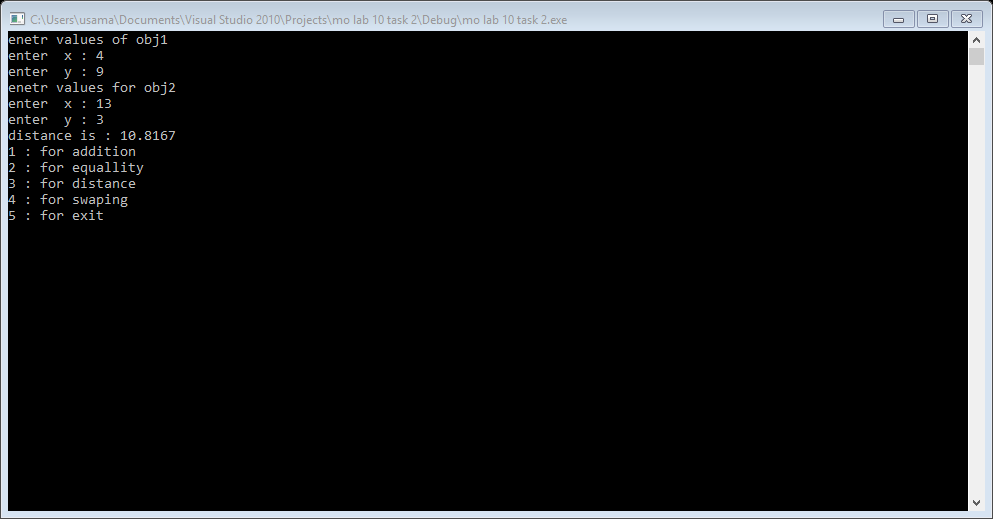 C:\Users\usama\Documents\Visual Studio 2010\Projects\mo lab 10 task 2\Debug\mo lab 10 task 2.exe
enetr values of obj1
enter  x : 4
enter  y : 9
enetr values for obj2
enter  x : 13
enter  y : 3
distance is : 10.8167
1 : for addition
2 : for equallity
3 : for distance
4 : for swaping
5 : for exit